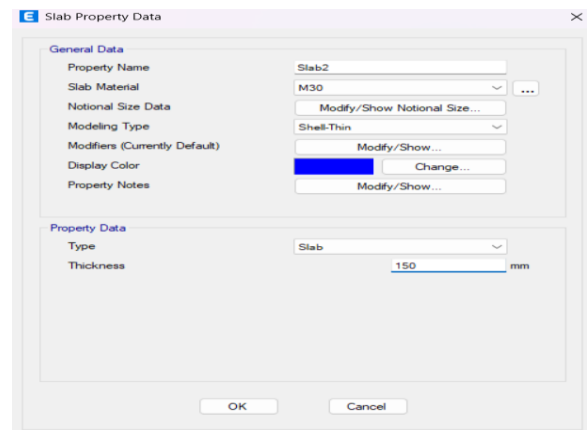 E Slab Property Data
General Data
Property Name Slab2
Slab Material M30 ...
Notional Size Data Modify/Show Notional Size...
Modeling Type Shell-Thin
Modifiers (Currently Default) Modify/Show...
Display Color Change...
Property Notes Modify/Show...
Property Data
Type Slab
Thickness 150 mm
OK Cancel